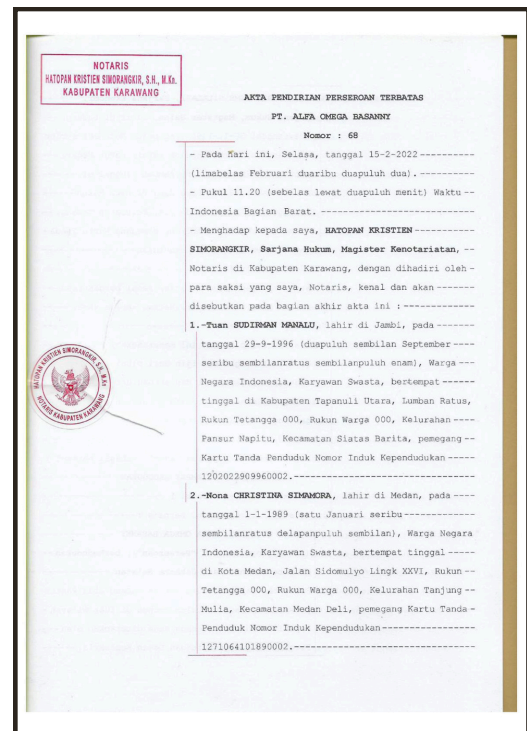 NOTARIS
HATOPAN KRISTIEN SIMORANGKIR, S.H., M.Kn.
KABUPATEN KARAWANG
AKTA PENDIRIAN PERSEROAN TERBATAS
PT. ALFA OMEGA BASANNY
Nomor : 68
- Pada Hari ini, Selasa, tanggal 15-2-2022----------
(limabelas Februari duaribu duapuluh dua).----------
- Pukul 11.20 (sebelas lewat duapuluh menit) Waktu--
Indonesia Bagian Barat.---------------------------
- Menghadap kepada saya, HATOPAN KRISTIEN-----------
SIMORANGKIR, Sarjana Hukum, Magister Kenotariatan,--
Notaris di Kabupaten Karawang, dengan dihadiri oleh-
para saksi yang saya, Notaris, kenal dan akan-------
disebutkan pada bagian akhir akta ini :-------------
1.-Tuan SUDIRMAN MANALU, lahir di Jambi, pada----
tanggal 29-9-1996 (duapuluh sembilan September----
seribu sembilanratus sembilanpuluh enam), Warga---
Negara Indonesia, Karyawan Swasta, bertempat------
tinggal di Kabupaten Tapanuli Utara, Lumban Ratus,
Rukun Tetangga 000, Rukun Warga 000, Kelurahan----
Pansur Napitu, Kecamatan Siatas Barita, pemegang--
Kartu Tanda Penduduk Nomor Induk Kependudukan-----
1202022909960002.--------------------------------
2.-Nona CHRISTINA SIMAMORA, lahir di Medan, pada----
tanggal 1-1-1989 (satu Januari seribu-------------
sembilanratus delapanpuluh sembilan), Warga Negara
Indonesia, Karyawan Swasta, bertempat tinggal-----
di Kota Medan, Jalan Sidomulyo Lingk XXVI, Rukun--
Tetangga 000, Rukun Warga 000, Kelurahan Tanjung--
Mulia, Kecamatan Medan Deli, pemegang Kartu Tanda-
Penduduk Nomor Induk Kependudukan----------------
1271064101890002.--------------------------------
HATOPAN KRISTIEN SIMORANGKIR, S.H., M.Kn
NOTARIS KABUPATEN KARAWANG